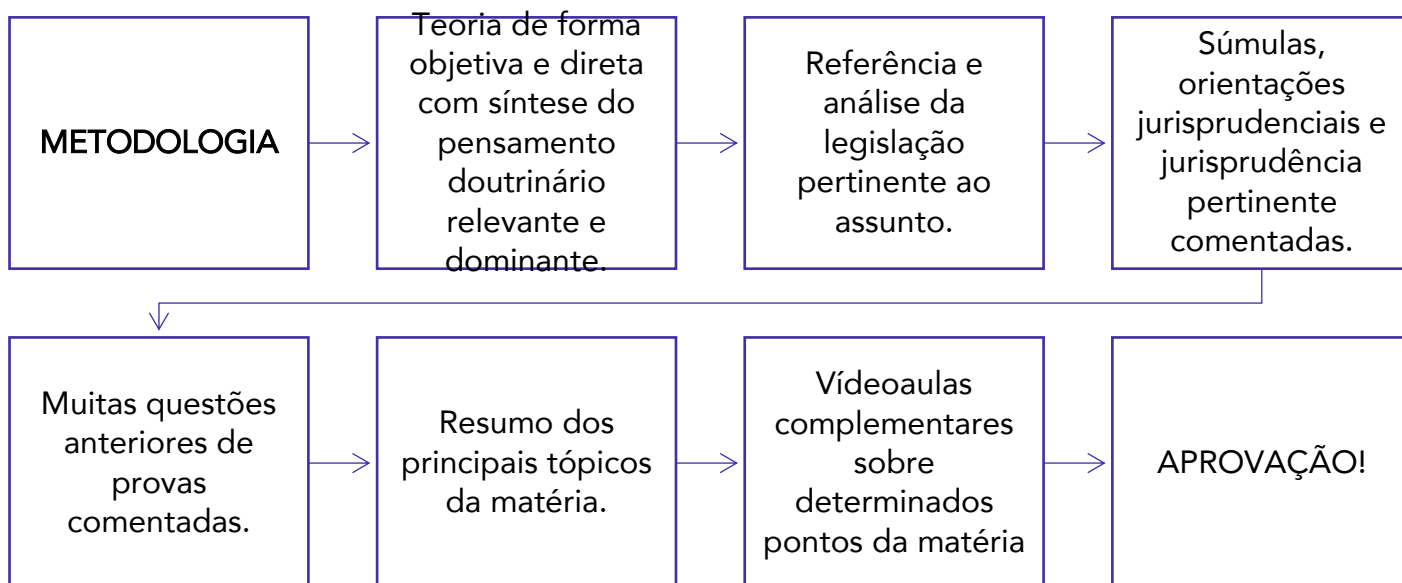 METODOLOGIA
Teoria de forma
objetiva e direta
com síntese do
pensamento
doutrinário
relevante e
dominante.
Referência e
análise da
legislação
pertinente ao
assunto.
Súmulas,
orientações
jurisprudenciais e
jurisprudência
pertinente
comentadas.
Muitas questões
anteriores de
provas
comentadas.
Resumo dos
principais tópicos
da matéria.
Vídeoaulas
complementares
sobre
determinados
pontos da matéria
APROVAÇÃO!